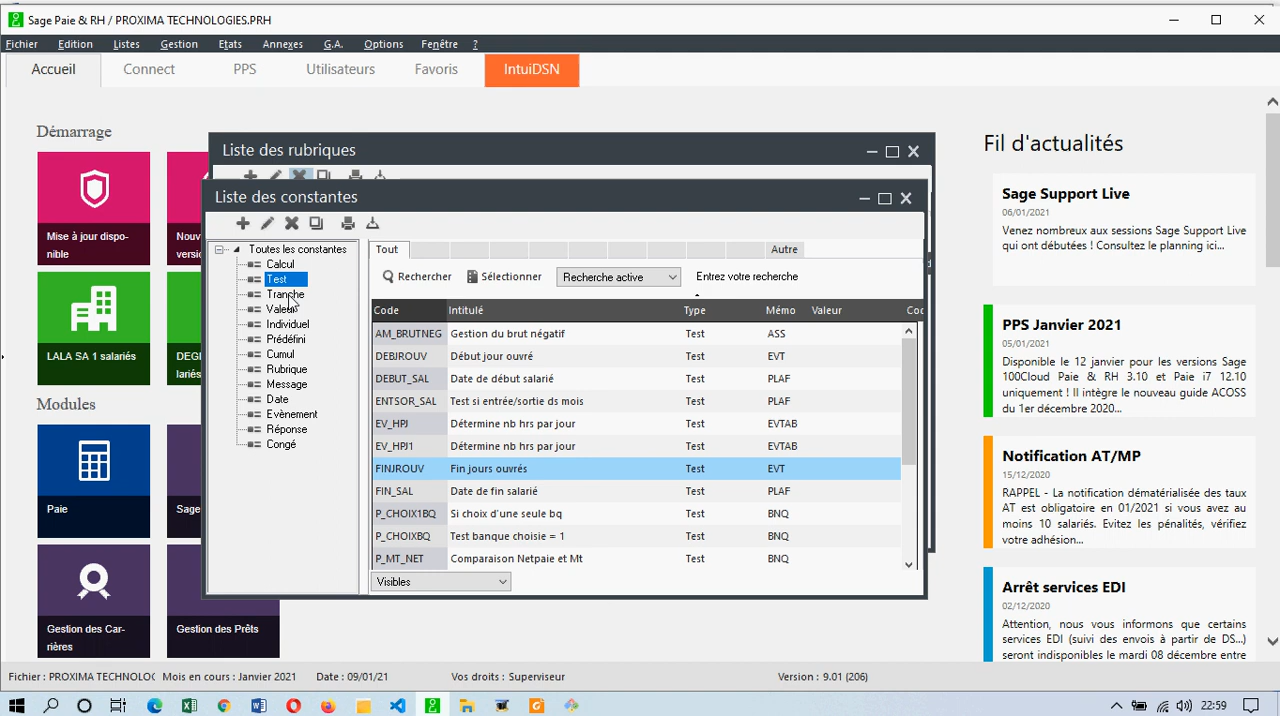 Sage Paie & RH / PROXIMA TECHNOLOGIES.PRH
Fichier Edition Listes Gestion Etats Annexes G.A. Options Fenêtre ?
Accueil Connect PPS Utilisateurs Favoris IntuiDSN
Démarrage
Mise à jour dispo-
nible
Nouv
versio
LALA SA 1 salariés
DEGI
lariés
Modules
Paie
Sage
Gestion des Car-
rières
Gestion des Prêts
Liste des rubriques
Liste des constantes
Toutes les constantes
Calcul
Test
Tranche
Valeur
Individuel
Prédéfini
Cumul
Rubrique
Message
Date
Evènement
Réponse
Congé
Tout Autre
Rechercher Sélectionner Recherche active Entrez votre recherche
Code Intitulé Type Mémo Valeur Coc
AM_BRUTNEG Gestion du brut négatif Test ASS
DEBJROUV Début jour ouvré Test EVT
DEBUT_SAL Date de début salarié Test PLAF
ENTSOR_SAL Test si entrée/sortie ds mois Test PLAF
EV_HPJ Détermine nb hrs par jour Test EVTAB
EV_HPJ1 Détermine nb hrs par jour Test EVTAB
FINJROUV Fin jours ouvrés Test EVT
FIN_SAL Date de fin salarié Test PLAF
P_CHOIX1BQ Si choix d'une seule bq Test BNQ
P_CHOIXBQ Test banque choisie = 1 Test BNQ
P_MT_NET Comparaison Netpaie et Mt Test BNQ
Visibles
Fil d'actualités
Sage Support Live
06/01/2021
Venez nombreux aux sessions Sage Support Live
qui ont débutées ! Consultez le planning ici...
PPS Janvier 2021
05/01/2021
Disponible le 12 janvier pour les versions Sage
100Cloud Paie & RH 3.10 et Paie i7 12.10
uniquement ! Il intègre le nouveau guide ACOSS
du 1er décembre 2020...
Notification AT/MP
15/12/2020
RAPPEL - La notification dématérialisée des taux
AT est obligatoire en 01/2021 si vous avez au
moins 10 salariés. Evitez les pénalités, vérifiez
votre adhésion...
Arrêt services EDI
02/12/2020
Attention, nous vous informons que certains
services EDI (suivi des envois à partir de DS...)
seront indisponibles le mardi 08 décembre entre
Fichier : PROXIMA TECHNOLOC Mois en cours : Janvier 2021 Date : 09/01/21 Vos droits : Superviseur Version : 9.01 (206)
22:59